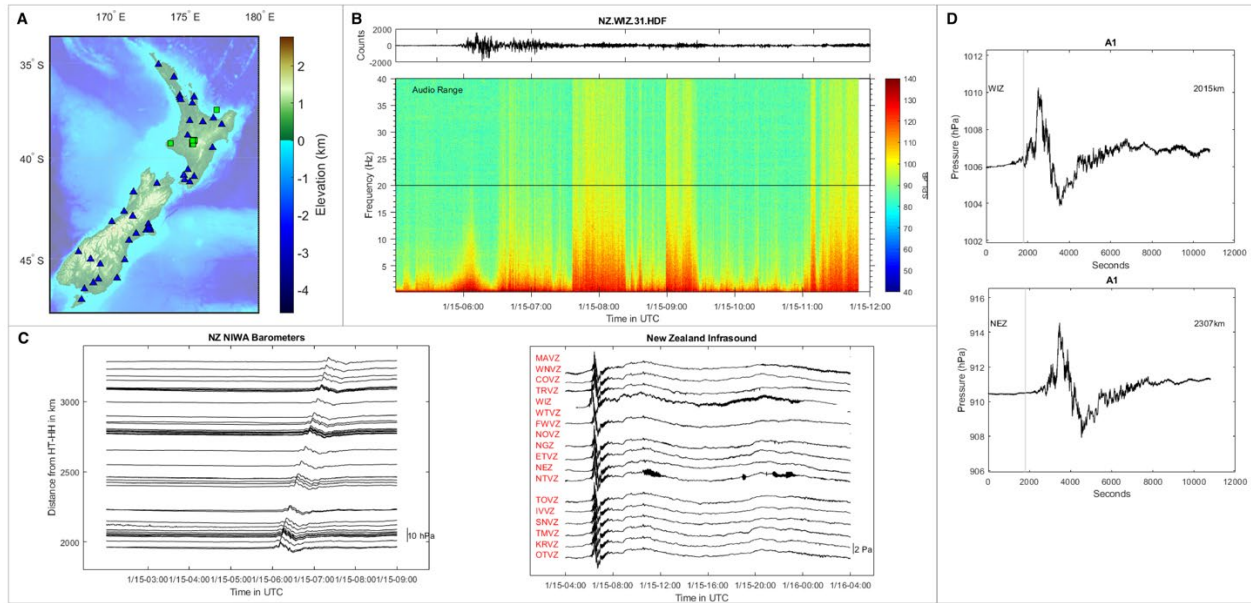 A
170°E 175°E 180°E
35° S
40° S
45° S
2
1
0
-1
-2
-3
-4
Elevation (km)
B
NZ.WIZ.31.HDF
Counts
2000
0
-2000
Audio Range
Frequency (Hz)
40
35
30
25
20
15
10
5
140
130
120
110
100
90
80
70
60
50
40
1/15-06:00 1/15-07:00 1/15-08:00 1/15-09:00 1/15-10:00 1/15-11:00 1/15-12:00
Time in UTC
C
NZ NIWA Barometers
Distance from HT-HH in km
3000
2500
2000
10 hPa
1/15-03:00 1/15-04:00 1/15-05:00 1/15-06:00 1/15-07:00 1/15-08:00 1/15-09:00
Time in UTC
New Zealand Infrasound
MAVZ
WNVZ
COVZ
TRVZ
WIZ
WTVZ
FWVZ
NOVZ
NGZ
ETVZ
NEZ
NTVZ
TOVZ
IVVZ
SNVZ
TMVZ
KRVZ
OTVZ
2 Pa
1/15-04:00 1/15-08:00 1/15-12:00 1/15-16:00 1/15-20:00 1/16-00:00 1/16-04:00
Time in UTC
D
A1
1012
1010
1008
1006
1004
1002
Pressure (hPa)
WIZ 2015km
0 2000 4000 6000 8000 10000 12000
Seconds
A1
916
914
912
910
908
906
Pressure (hPa)
NEZ 2307km
0 2000 4000 6000 8000 10000 12000
Seconds